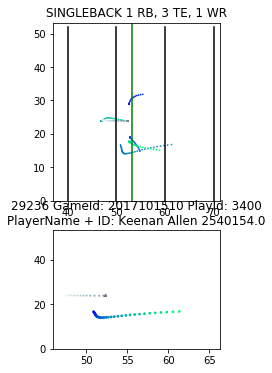 SINGLEBACK 1 RB, 3 TE, 1 WR
50
40
30
20
10
0
40 50 60 70
29236 GameId: 2017101510 PlayId: 3400
PlayerName + ID: Keenan Allen 2540154.0
40
20
0
50 55 60 65